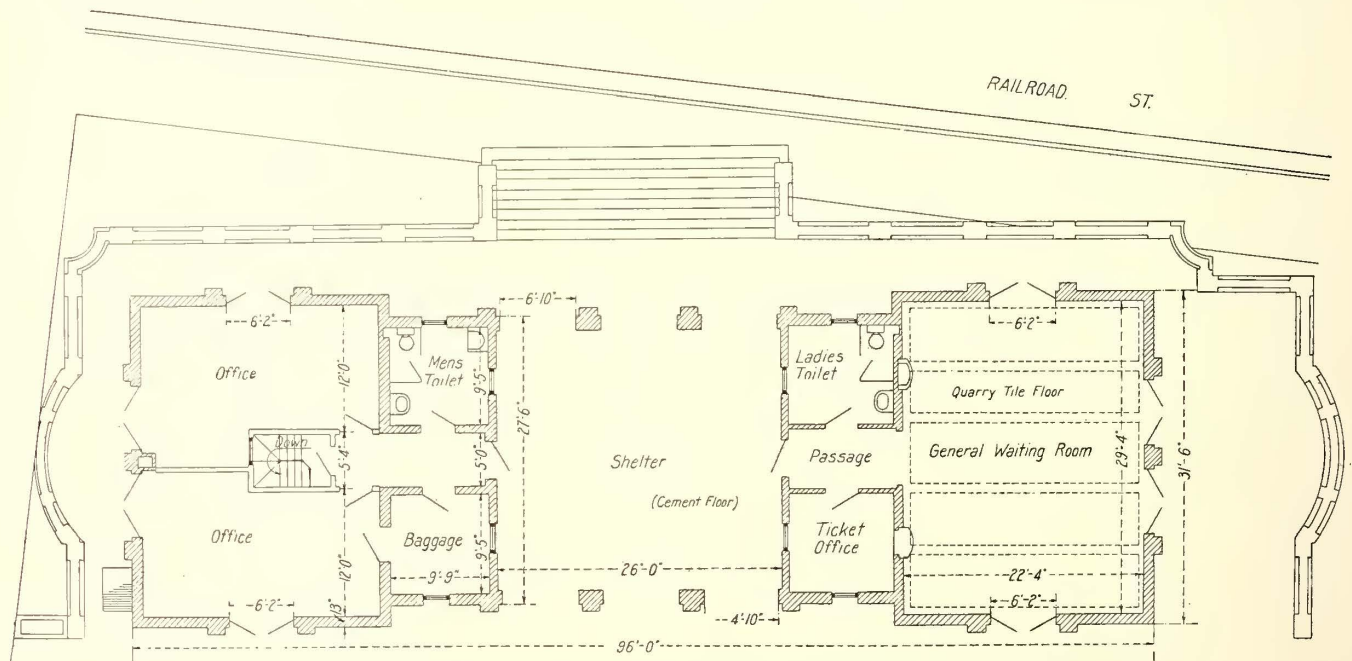 RAILROAD. ST.
6'-10"
6'-2"
6'-2"
Office
12'-0"
Mens
Toilet
9'-5"
27'-6"
Ladies
Toilet
Quarry Tile Floor
Down
5'-4"
5'-0"
Shelter
(Cement Floor)
Passage
General Waiting Room
29'-4"
31'-6"
Office
12'-0"
Baggage
9'-5"
9'-9"
26'-0"
Ticket
Office
22'-4"
6'-2"
13"
6'-2"
4'-10"
96'-0"